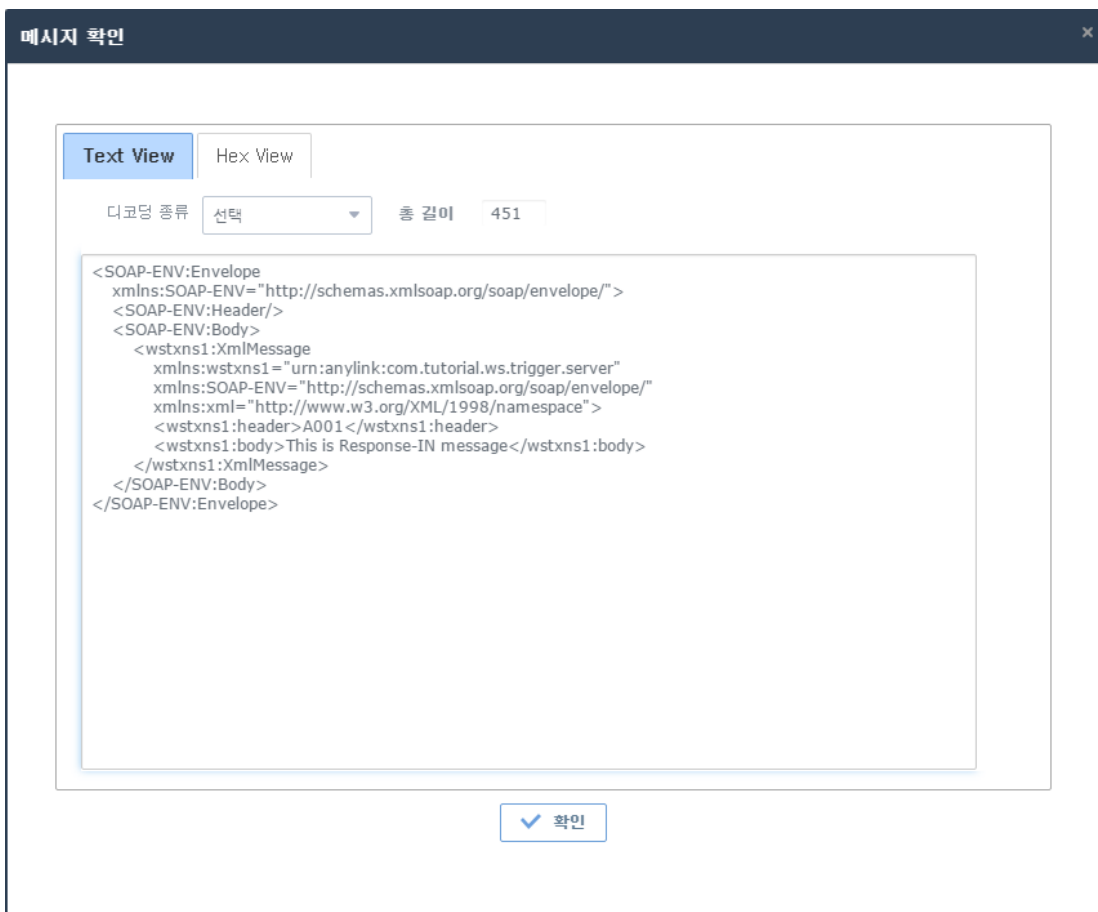 메시지 확인
×
Text View
Hex View
디코딩 종류
선택
총 길이
451
<SOAP-ENV:Envelope
xmlns:SOAP-ENV="http://schemas.xmlsoap.org/soap/envelope/">
<SOAP-ENV:Header/>
<SOAP-ENV:Body>
<wstxns1:XmlMessage
xmlns:wstxns1="urn:anylink:com.tutorial.ws.trigger.server"
xmlns:SOAP-ENV="http://schemas.xmlsoap.org/soap/envelope/"
xmlns:xml="http://www.w3.org/XML/1998/namespace">
<wstxns1:header>A001</wstxns1:header>
<wstxns1:body>This is Response-IN message</wstxns1:body>
</wstxns1:XmlMessage>
</SOAP-ENV:Body>
</SOAP-ENV:Envelope>
확인